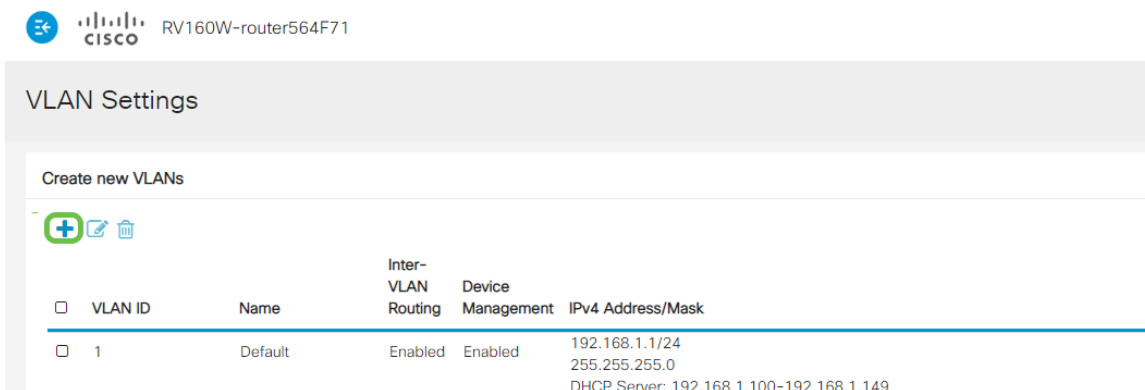 CISCO RV160W-router564F71
VLAN Settings
Create new VLANs
Inter-
VLAN Device
VLAN ID Name Routing Management IPv4 Address/Mask
1 Default Enabled Enabled 192.168.1.1/24
255.255.255.0
DHCP Server: 192.168.1.100-192.168.1.149